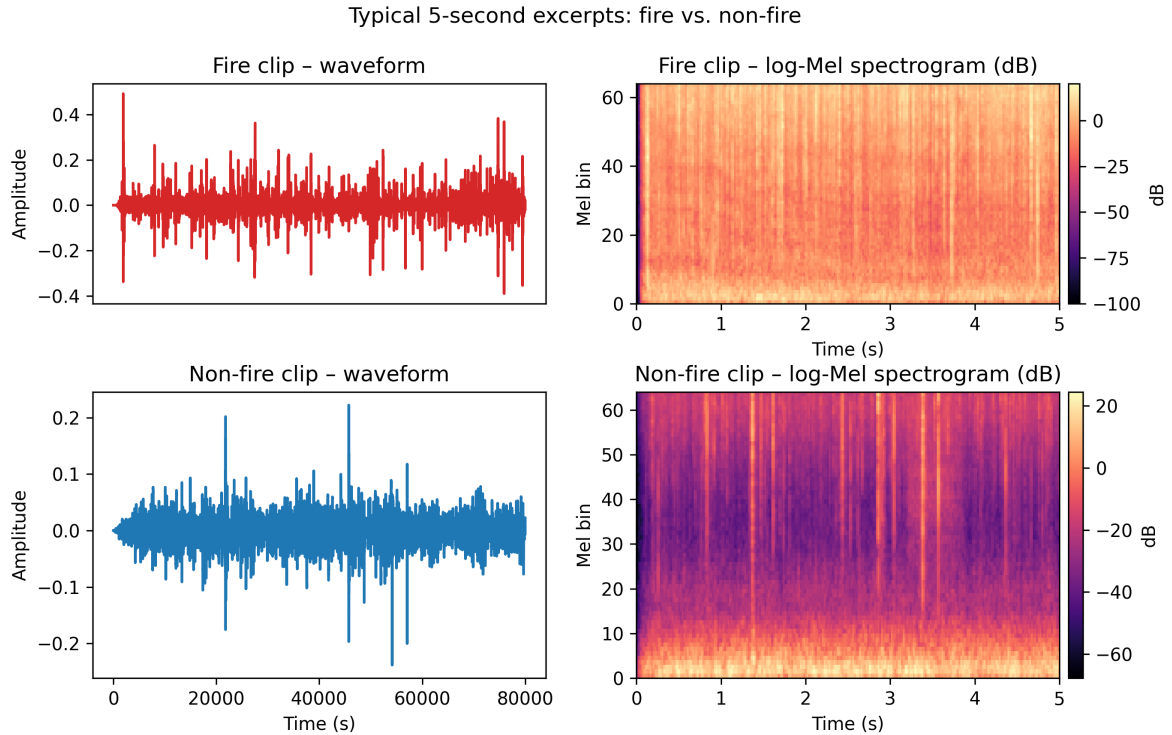 Typical 5-second excerpts: fire vs. non-fire
Fire clip – waveform
Amplitude
0.4
0.2
0.0
−0.2
−0.4
Fire clip – log-Mel spectrogram (dB)
Mel bin
60
40
20
0
0 1 2 3 4 5
Time (s)
0
−25
−50
−75
−100
dB
Non-fire clip – waveform
Amplitude
0.2
0.1
0.0
−0.1
−0.2
0 20000 40000 60000 80000
Time (s)
Non-fire clip – log-Mel spectrogram (dB)
Mel bin
60
50
40
30
20
10
0
0 1 2 3 4 5
Time (s)
20
0
−20
−40
−60
dB